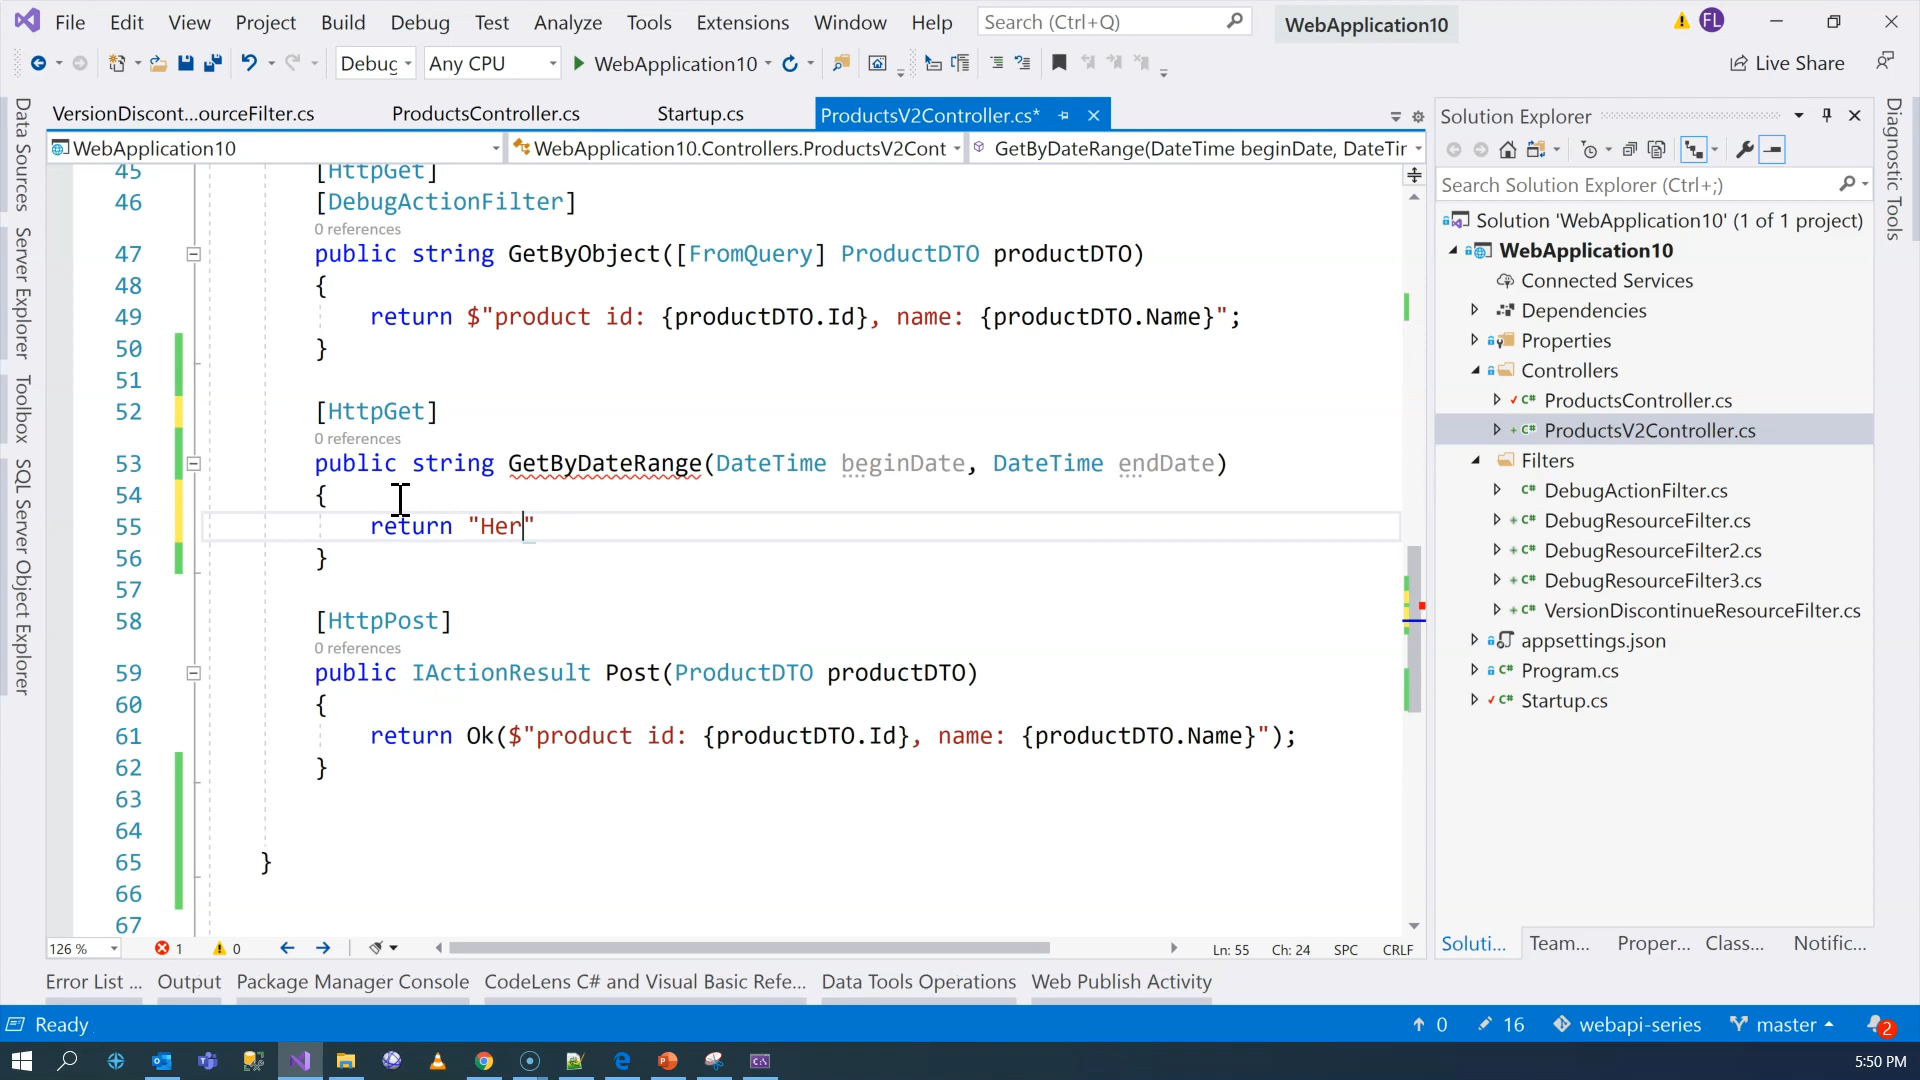 File Edit View Project Build Debug Test Analyze Tools Extensions Window Help Search (Ctrl+Q) WebApplication10 FL
Debug Any CPU WebApplication10 Live Share
VersionDiscont...ourceFilter.cs ProductsController.cs Startup.cs ProductsV2Controller.cs*
WebApplication10 WebApplication10.Controllers.ProductsV2Cont GetByDateRange(DateTime beginDate, DateTir
45 [HttpGet]
46 [DebugActionFilter]
0 references
47 public string GetByObject([FromQuery] ProductDTO productDTO)
48 {
49 return $"product id: {productDTO.Id}, name: {productDTO.Name}";
50 }
51
52 [HttpGet]
0 references
53 public string GetByDateRange(DateTime beginDate, DateTime endDate)
54 {
55 return "Her"
56 }
57
58 [HttpPost]
0 references
59 public IActionResult Post(ProductDTO productDTO)
60 {
61 return Ok($"product id: {productDTO.Id}, name: {productDTO.Name}");
62 }
63
64
65 }
66
67
126 % 1 0 Ln: 55 Ch: 24 SPC CRLF
Data Sources
Server Explorer
Toolbox
SQL Server Object Explorer
Solution Explorer
Search Solution Explorer (Ctrl+;)
Solution 'WebApplication10' (1 of 1 project)
WebApplication10
Connected Services
Dependencies
Properties
Controllers
ProductsController.cs
ProductsV2Controller.cs
Filters
DebugActionFilter.cs
DebugResourceFilter.cs
DebugResourceFilter2.cs
DebugResourceFilter3.cs
VersionDiscontinueResourceFilter.cs
appsettings.json
Program.cs
Startup.cs
Soluti... Team... Proper... Class... Notific...
Diagnostic Tools
Error List ... Output Package Manager Console CodeLens C# and Visual Basic Refe... Data Tools Operations Web Publish Activity
Ready 0 16 webapi-series master 2
5:50 PM